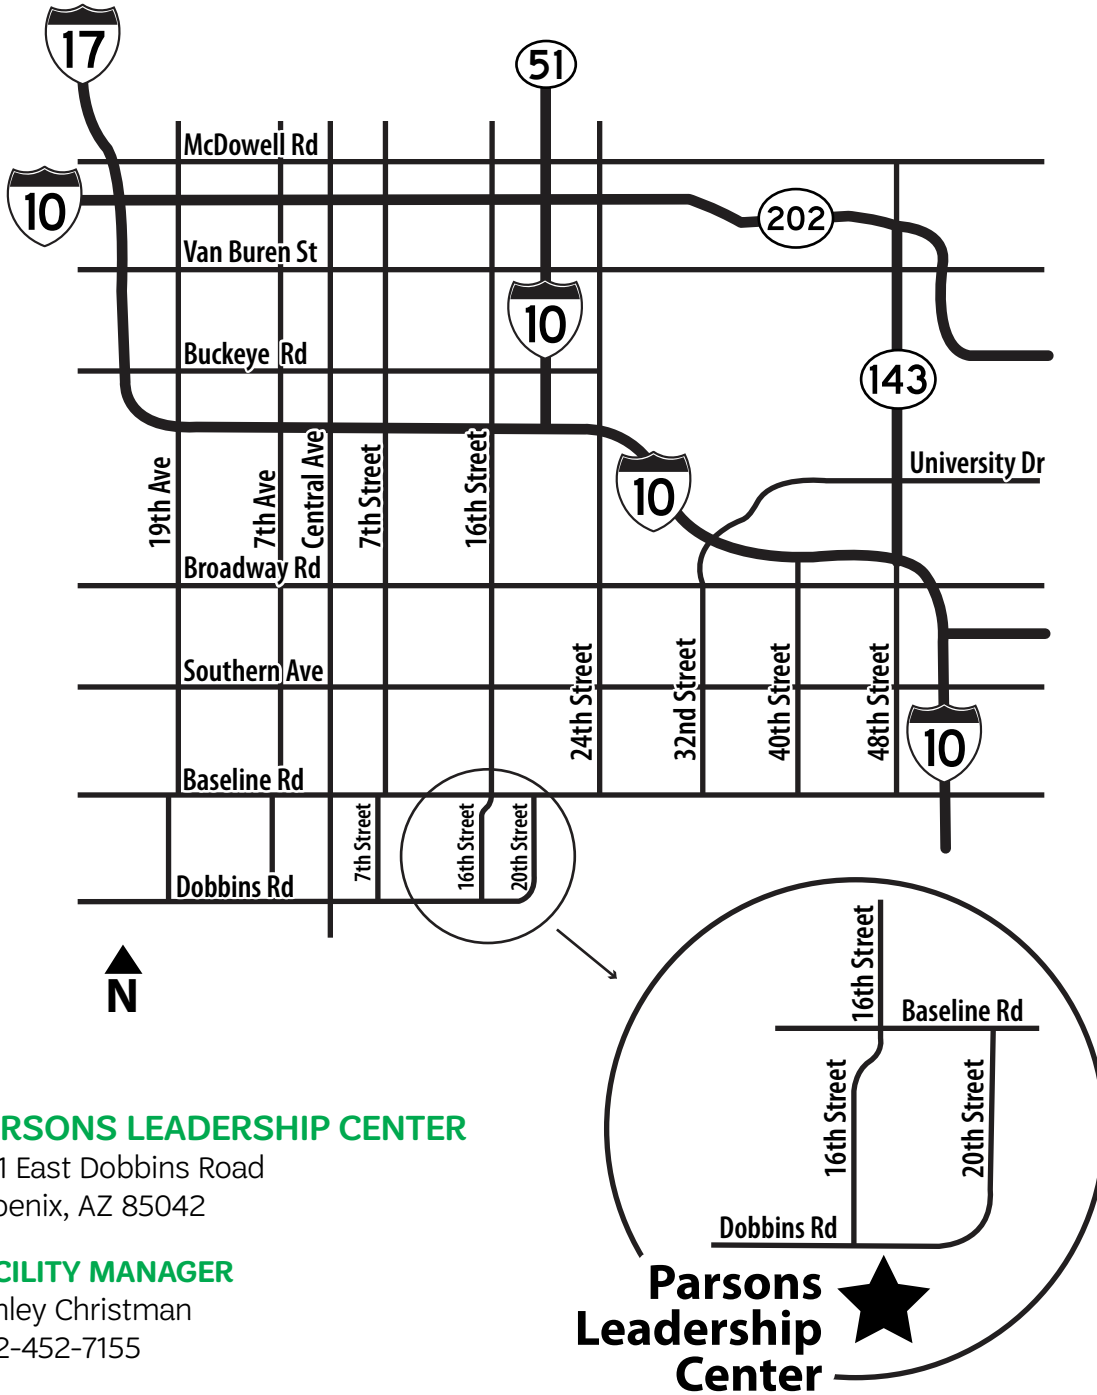 17
51
McDowell Rd
10
202
Van Buren St
10
Buckeye Rd
143
University Dr
10
19th Ave
7th Ave
Central Ave
7th Street
16th Street
Broadway Rd
Southern Ave
24th Street
32nd Street
40th Street
48th Street
10
Baseline Rd
7th Street
16th Street
20th Street
Dobbins Rd
N
16th Street
Baseline Rd
16th Street
20th Street
Dobbins Rd
Parsons
Leadership
Center
RSONS LEADERSHIP CENTER
1 East Dobbins Road
oenix, AZ 85042
CILITY MANAGER
nley Christman
2-452-7155